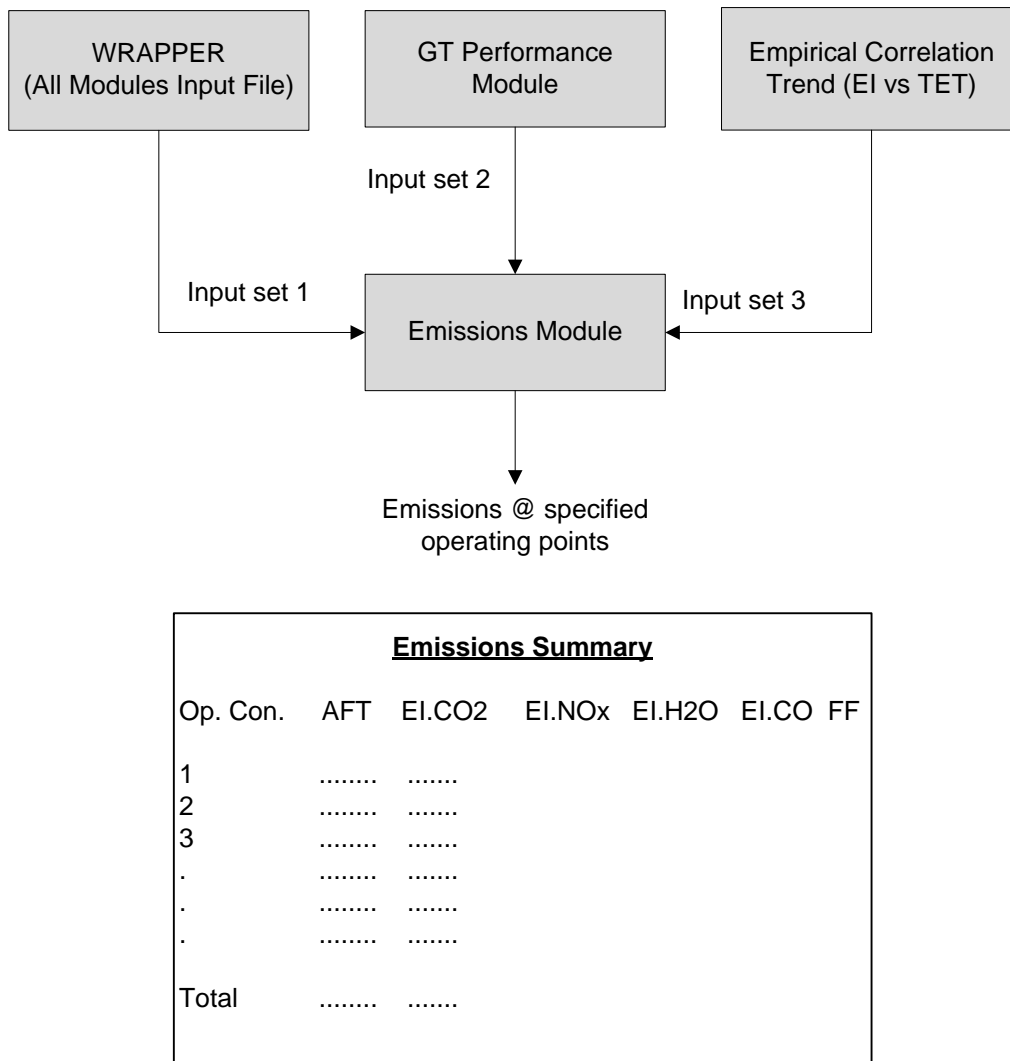 WRAPPER
(All Modules Input File)
GT Performance
Module
Empirical Correlation
Trend (EI vs TET)
Input set 2
Input set 1
Input set 3
Emissions Module
Emissions @ specified
operating points
Emissions Summary
Op. Con. AFT EI.CO2 EI.NOx EI.H2O EI.CO FF
1 ........ .......
2 ........ .......
3 ........ .......
. ........ .......
. ........ .......
. ........ .......
Total ........ .......